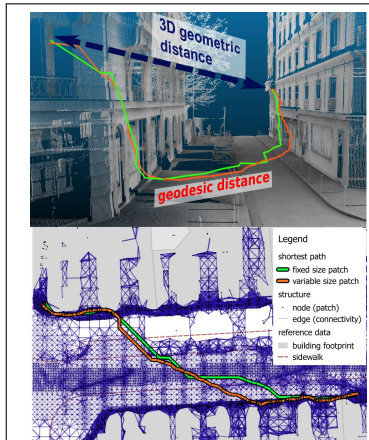 3D geometric
distance
geodesic distance
Legend
shortest path
fixed size patch
variable size patch
structure
node (patch)
edge (connectivity)
reference data
building footprint
sidewalk